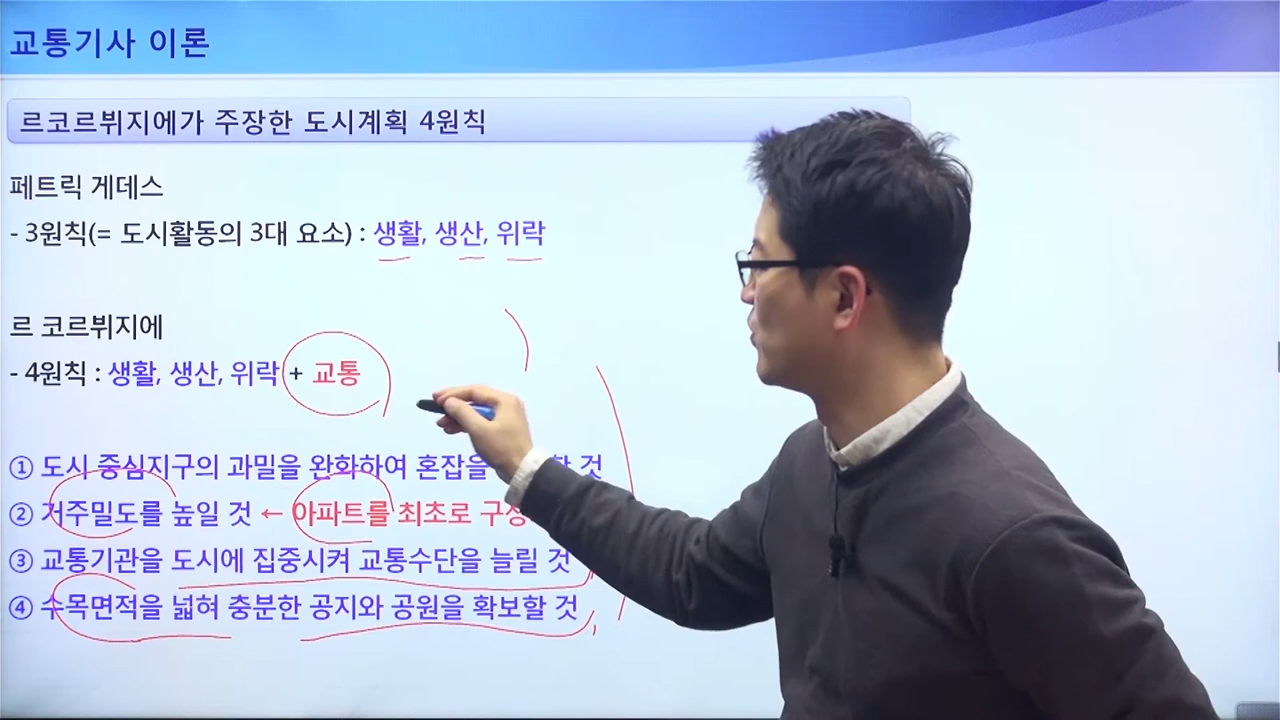 교통기사 이론
르코르뷔지에가 주장한 도시계획 4원칙
페트릭 게데스
- 3원칙(= 도시활동의 3대 요소) : 생활, 생산, 위락
르 코르뷔지에
- 4원칙 : 생활, 생산, 위락 + 교통
① 도시 중심지구의 과밀을 완화하여 혼잡을 것
② 거주밀도를 높일 것 ← 아파트를 최초로
③ 교통기관을 도시에 집중시켜 교통수단을 늘릴 것
④ 수목면적을 넓혀 충분한 공지와 공원을 확보할 것